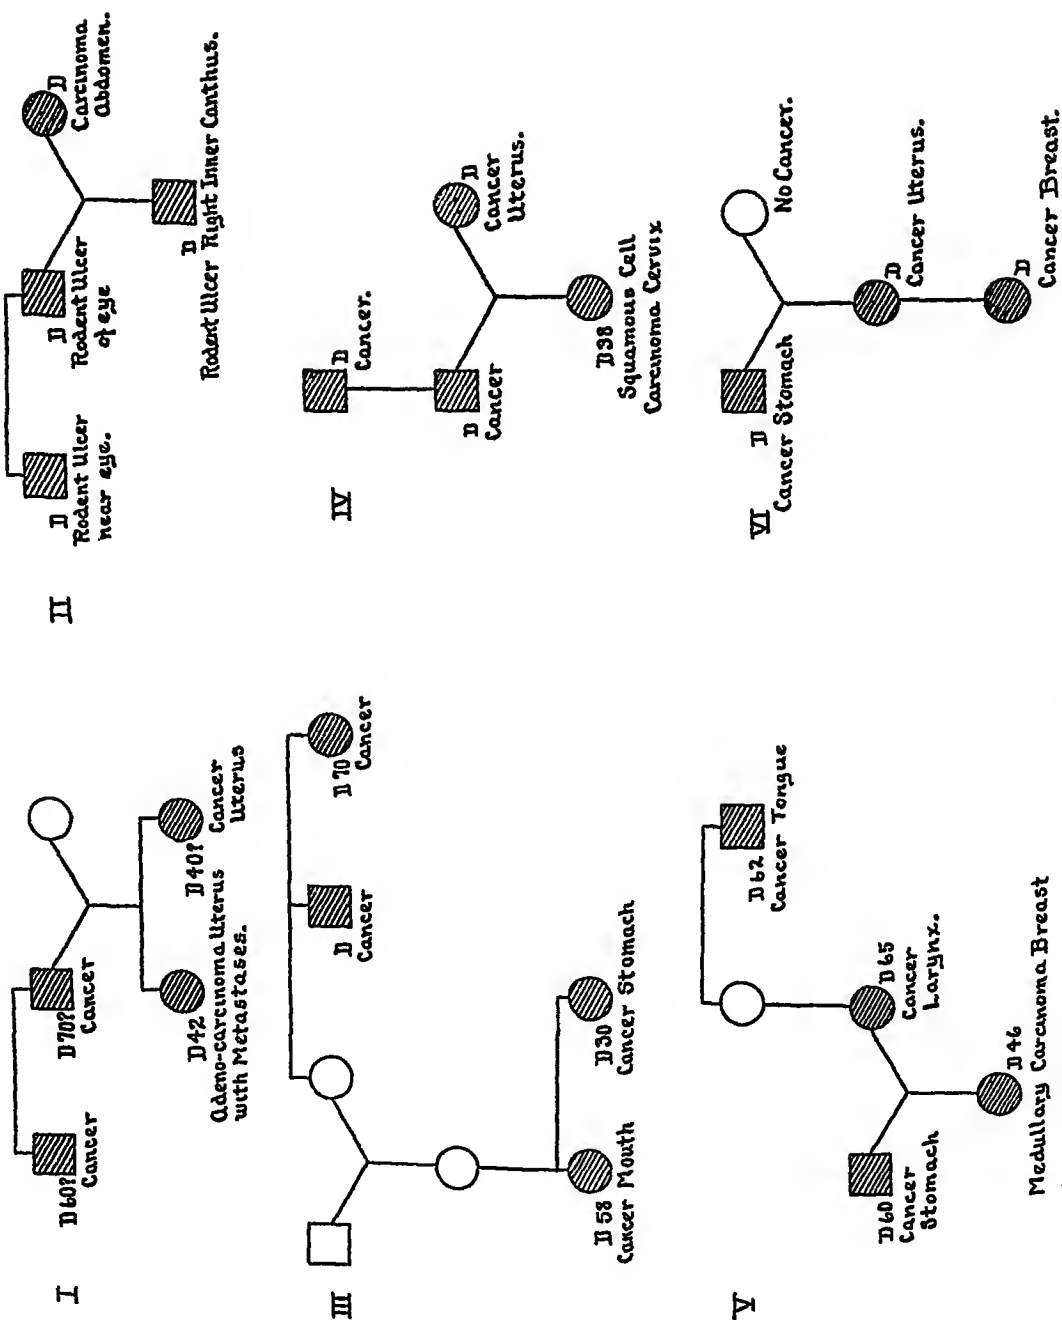 I
D60?
Cancer
D70?
Cancer
D42
Adeno-carcinoma Uterus
with Metastases.
D40?
Cancer
Uterus
II
D
Rodent Ulcer
near eye.
D
Rodent Ulcer
of eye
D
Carcinoma
Abdomen.
D
Rodent Ulcer Right Inner Canthus.
III
D
Cancer
D70
Cancer
D58
Cancer Mouth
D30
Cancer Stomach
IV
D
Cancer.
D
Cancer
D
Cancer
Uterus.
D38
Squamous Cell
Carcinoma Cervix
V
D62
Cancer Tongue
D60
Cancer
Stomach
D65
Cancer
Larynx.
D46
Medullary Carcinoma Breast
VI
D
Cancer Stomach
No Cancer.
D
Cancer Uterus.
D
Cancer Breast.